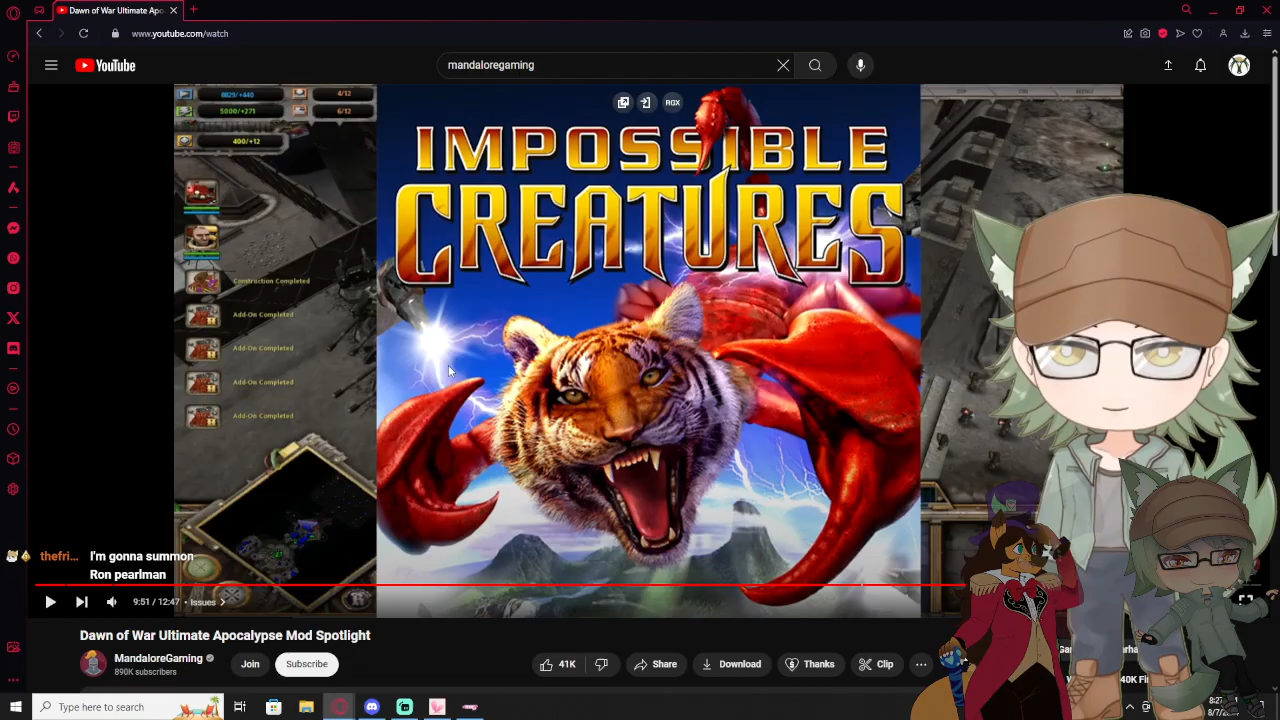 Dawn of War Ultimate Apo
www.youtube.com/watch
YouTube
mandaloregaming
6829/+440
4/12
5000/+271
6/12
400/+12
RGX
IMPOSSIBLE
CREATURES
Construction Completed
Add-On Completed
Add-On Completed
Add-On Completed
Add-On Completed
thefri... I'm gonna summon
Ron pearlman
9:51 / 12:47 • Issues
Dawn of War Ultimate Apocalypse Mod Spotlight
MandaloreGaming
890K subscribers
Join
Subscribe
41K
Share
Download
Thanks
Clip
Type here to search